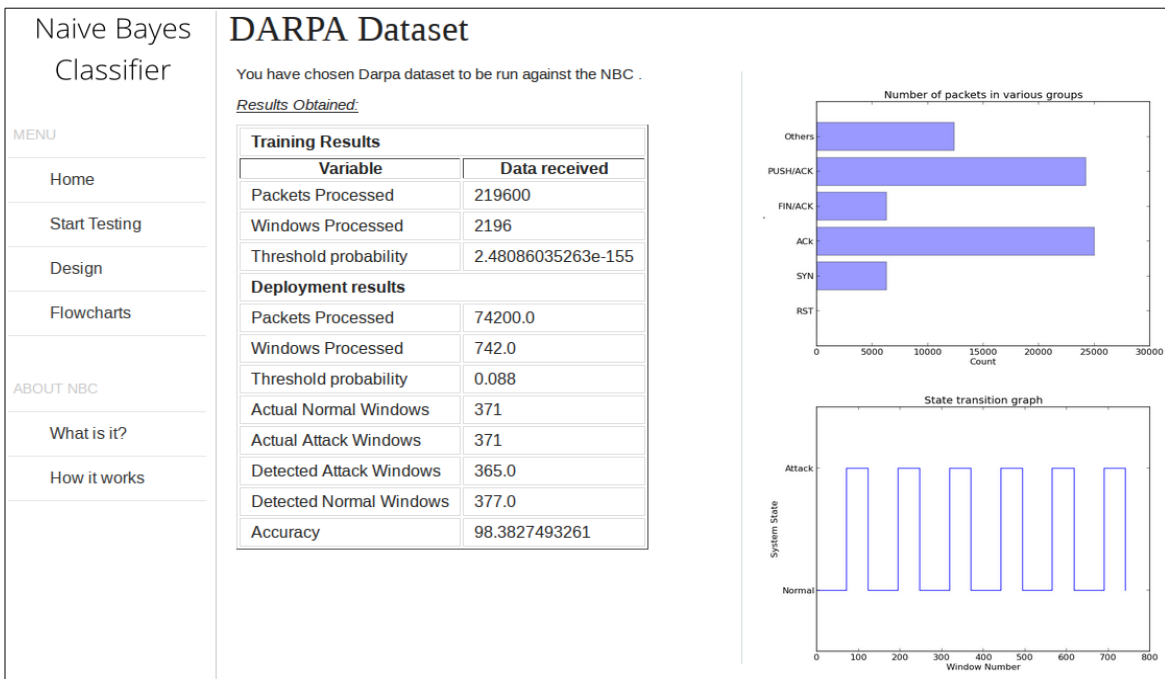 Naive Bayes
Classifier
MENU
Home
Start Testing
Design
Flowcharts
ABOUT NBC
What is it?
How it works
DARPA Dataset
You have chosen Darpa dataset to be run against the NBC .
Results Obtained:
Training Results
Variable Data received
Packets Processed 219600
Windows Processed 2196
Threshold probability 2.48086035263e-155
Deployment results
Packets Processed 74200.0
Windows Processed 742.0
Threshold probability 0.088
Actual Normal Windows 371
Actual Attack Windows 371
Detected Attack Windows 365.0
Detected Normal Windows 377.0
Accuracy 98.3827493261
Number of packets in various groups
Others
PUSH/ACK
FIN/ACK
ACk
SYN
RST
0 5000 10000 15000 20000 25000 30000
Count
State transition graph
Attack
System State
Normal
0 100 200 300 400 500 600 700 800
Window Number